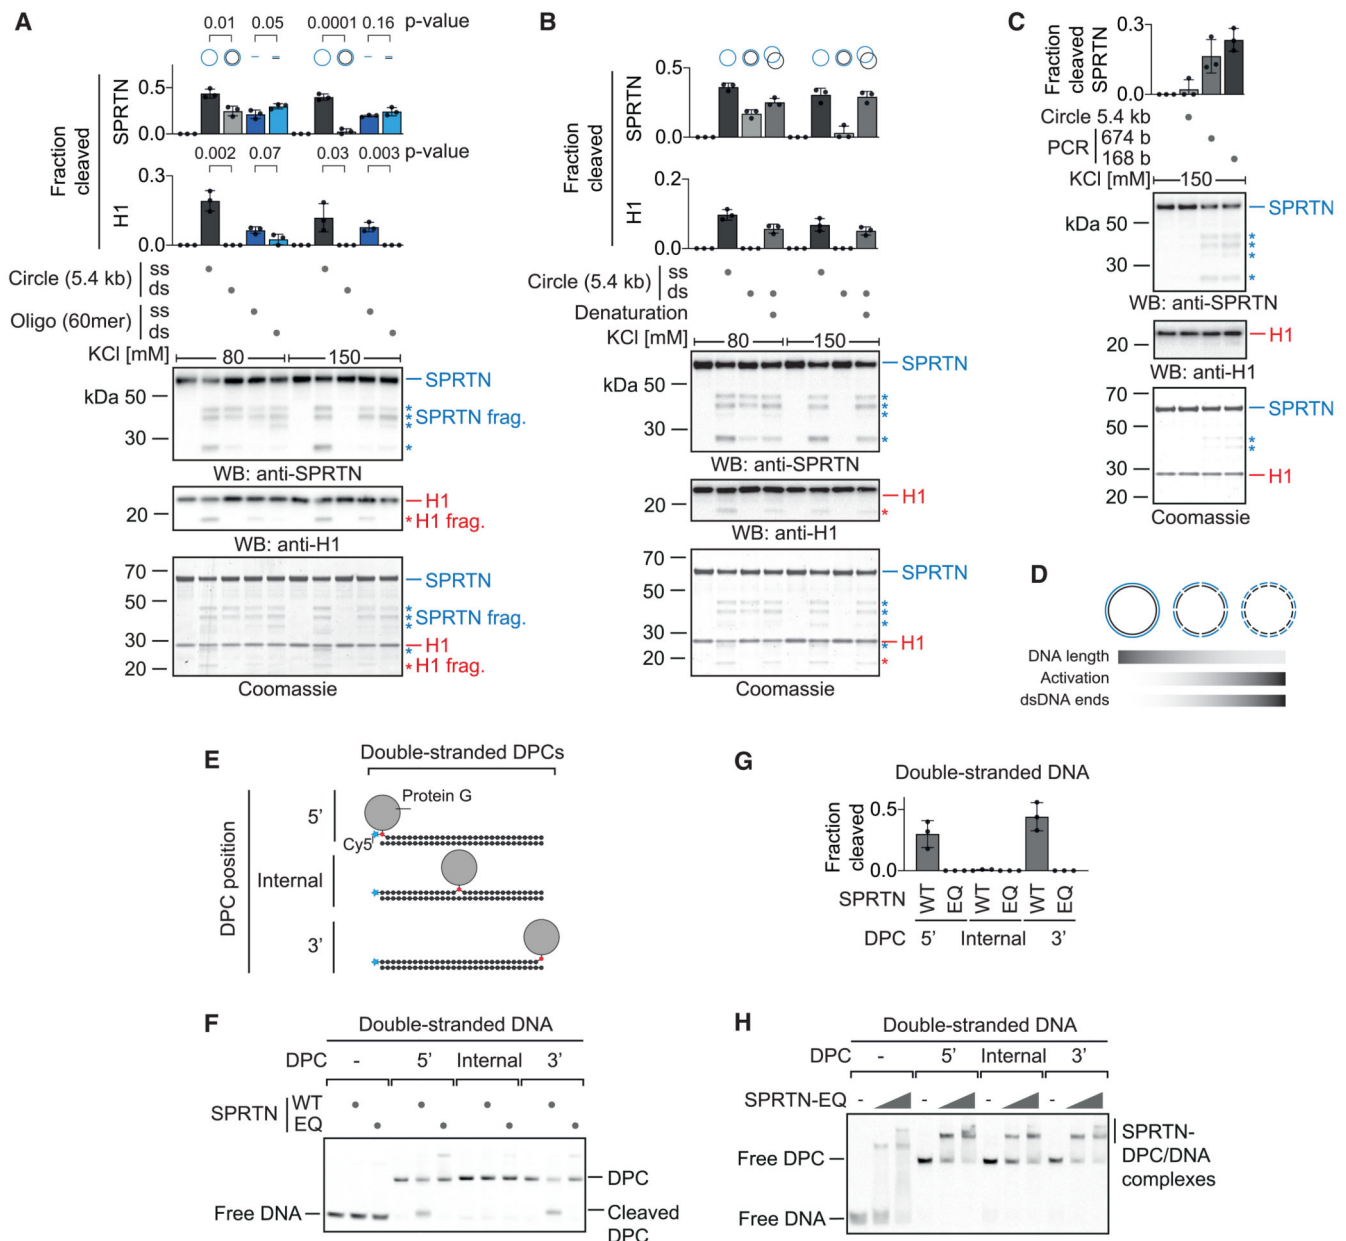 A
0.01 0.05 0.0001 0.16 p-value
Fraction cleaved
SPRTN
0.5
0.0
0.002 0.07 0.03 0.003 p-value
H1
0.3
0.0
Circle (5.4 kb) ss
ds
Oligo (60mer) ss
ds
KCl [mM] 80 150
kDa 50
30
SPRTN
* SPRTN frag.
*
*
*
WB: anti-SPRTN
20
H1
* H1 frag.
WB: anti-H1
70
50
30
20
SPRTN
* SPRTN frag.
*
*
H1
*
* H1 frag.
Coomassie
B
Fraction cleaved
SPRTN
0.5
0.0
H1
0.2
0.0
Circle (5.4 kb) ss
ds
Denaturation
KCl [mM] 80 150
kDa 50
30
SPRTN
*
*
*
*
WB: anti-SPRTN
20
H1
*
WB: anti-H1
70
50
30
20
SPRTN
*
*
*
H1
*
*
Coomassie
C
Fraction cleaved SPRTN
0.3
0.0
Circle 5.4 kb
PCR 674 b
168 b
KCl [mM] 150
kDa 50
30
SPRTN
*
*
*
*
WB: anti-SPRTN
20
H1
WB: anti-H1
70
50
30
20
SPRTN
*
*
H1
Coomassie
D
DNA length
Activation
dsDNA ends
E
Double-stranded DPCs
DPC position
5’
Protein G
Cy5
Internal
3’
F
Double-stranded DNA
DPC - 5’ Internal 3’
SPRTN WT
EQ
DPC
Free DNA
Cleaved DPC
G
Double-stranded DNA
Fraction cleaved
0.5
0.0
SPRTN WT EQ WT EQ WT EQ
DPC 5’ Internal 3’
H
Double-stranded DNA
DPC - 5’ Internal 3’
SPRTN-EQ - - - -
Free DPC
SPRTN-DPC/DNA complexes
Free DNA